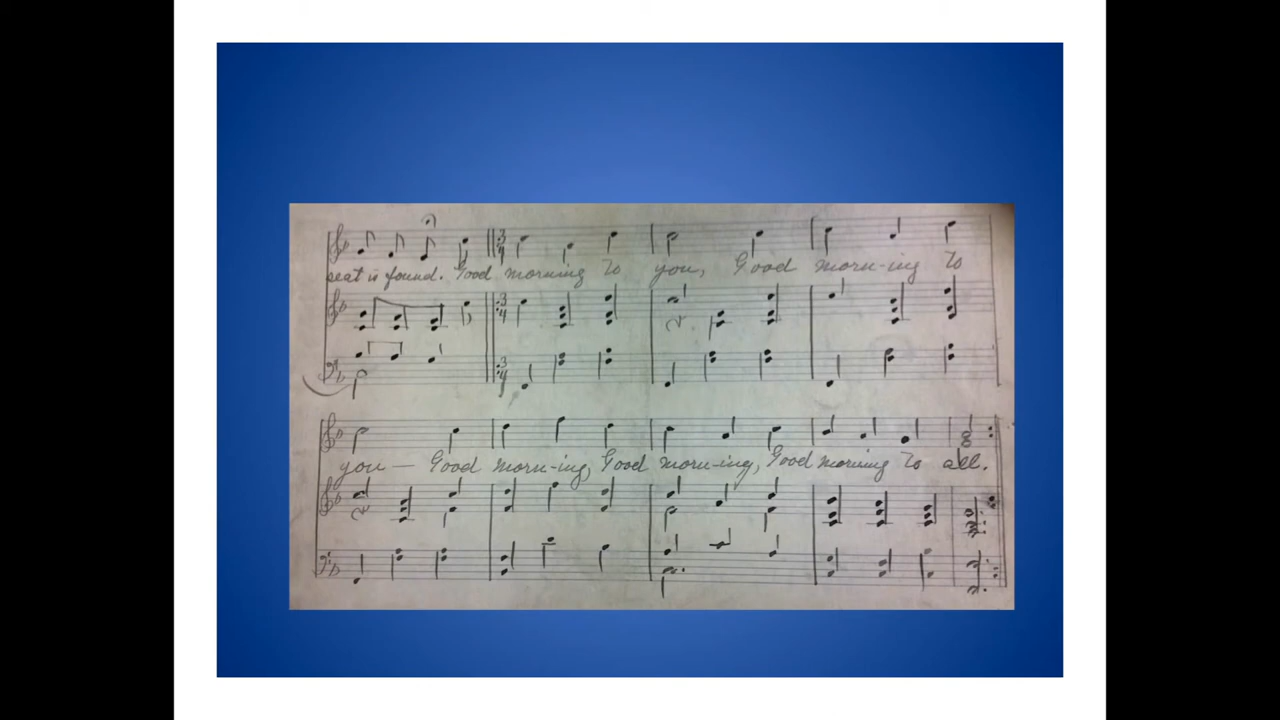 seat is found. Good morning to you, Good morn-ing to
you — Good morn-ing, Good morn-ing, Good morning to all.